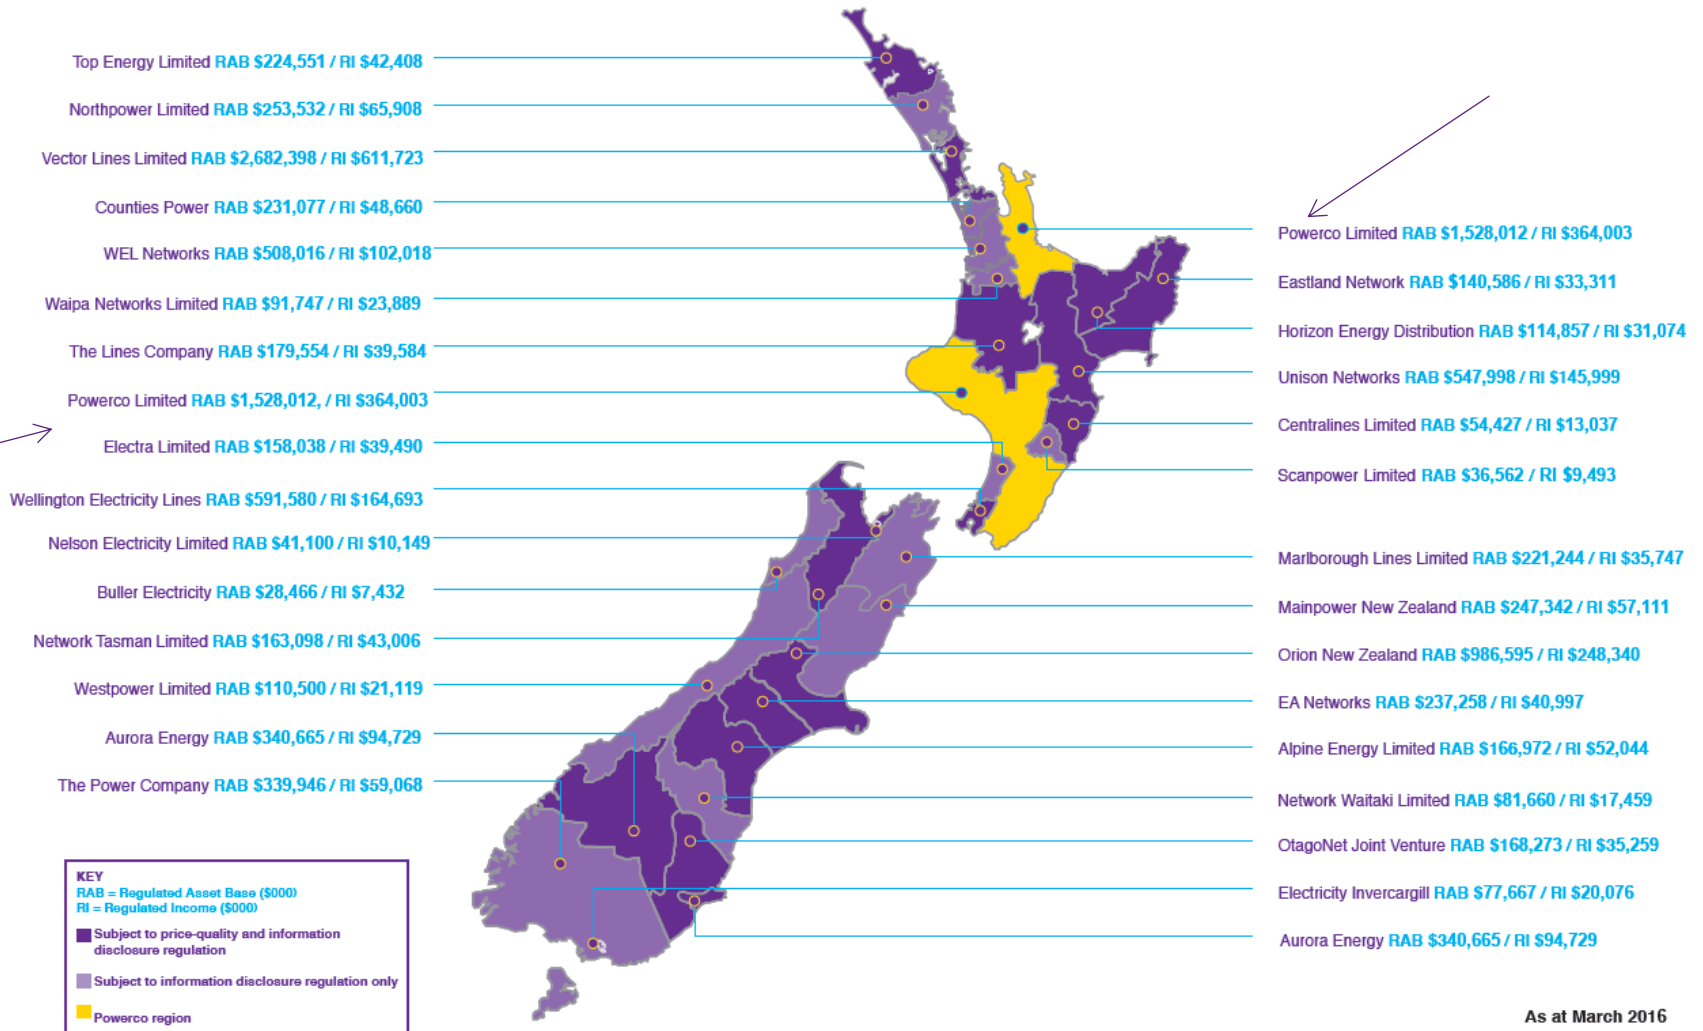 Top Energy Limited RAB $224,551 / RI $42,408
Northpower Limited RAB $253,532 / RI $65,908
Vector Lines Limited RAB $2,682,398 / RI $611,723
Counties Power RAB $231,077 / RI $48,660
WEL Networks RAB $508,016 / RI $102,018
Waipa Networks Limited RAB $91,747 / RI $23,889
The Lines Company RAB $179,554 / RI $39,584
Powerco Limited RAB $1,528,012, / RI $364,003
Electra Limited RAB $158,038 / RI $39,490
Wellington Electricity Lines RAB $591,580 / RI $164,693
Nelson Electricity Limited RAB $41,100 / RI $10,149
Buller Electricity RAB $28,466 / RI $7,432
Network Tasman Limited RAB $163,098 / RI $43,006
Westpower Limited RAB $110,500 / RI $21,119
Aurora Energy RAB $340,665 / RI $94,729
The Power Company RAB $339,946 / RI $59,068
Powerco Limited RAB $1,528,012 / RI $364,003
Eastland Network RAB $140,586 / RI $33,311
Horizon Energy Distribution RAB $114,857 / RI $31,074
Unison Networks RAB $547,998 / RI $145,999
Centralines Limited RAB $54,427 / RI $13,037
Scanpower Limited RAB $36,562 / RI $9,493
Marlborough Lines Limited RAB $221,244 / RI $35,747
Mainpower New Zealand RAB $247,342 / RI $57,111
Orion New Zealand RAB $986,595 / RI $248,340
EA Networks RAB $237,258 / RI $40,997
Alpine Energy Limited RAB $166,972 / RI $52,044
Network Waitaki Limited RAB $81,660 / RI $17,459
OtagoNet Joint Venture RAB $168,273 / RI $35,259
Electricity Invercargill RAB $77,667 / RI $20,076
Aurora Energy RAB $340,665 / RI $94,729
KEY
RAB = Regulated Asset Base ($000)
RI = Regulated Income ($000)
Subject to price-quality and information
disclosure regulation
Subject to information disclosure regulation only
Powerco region
As at March 2016